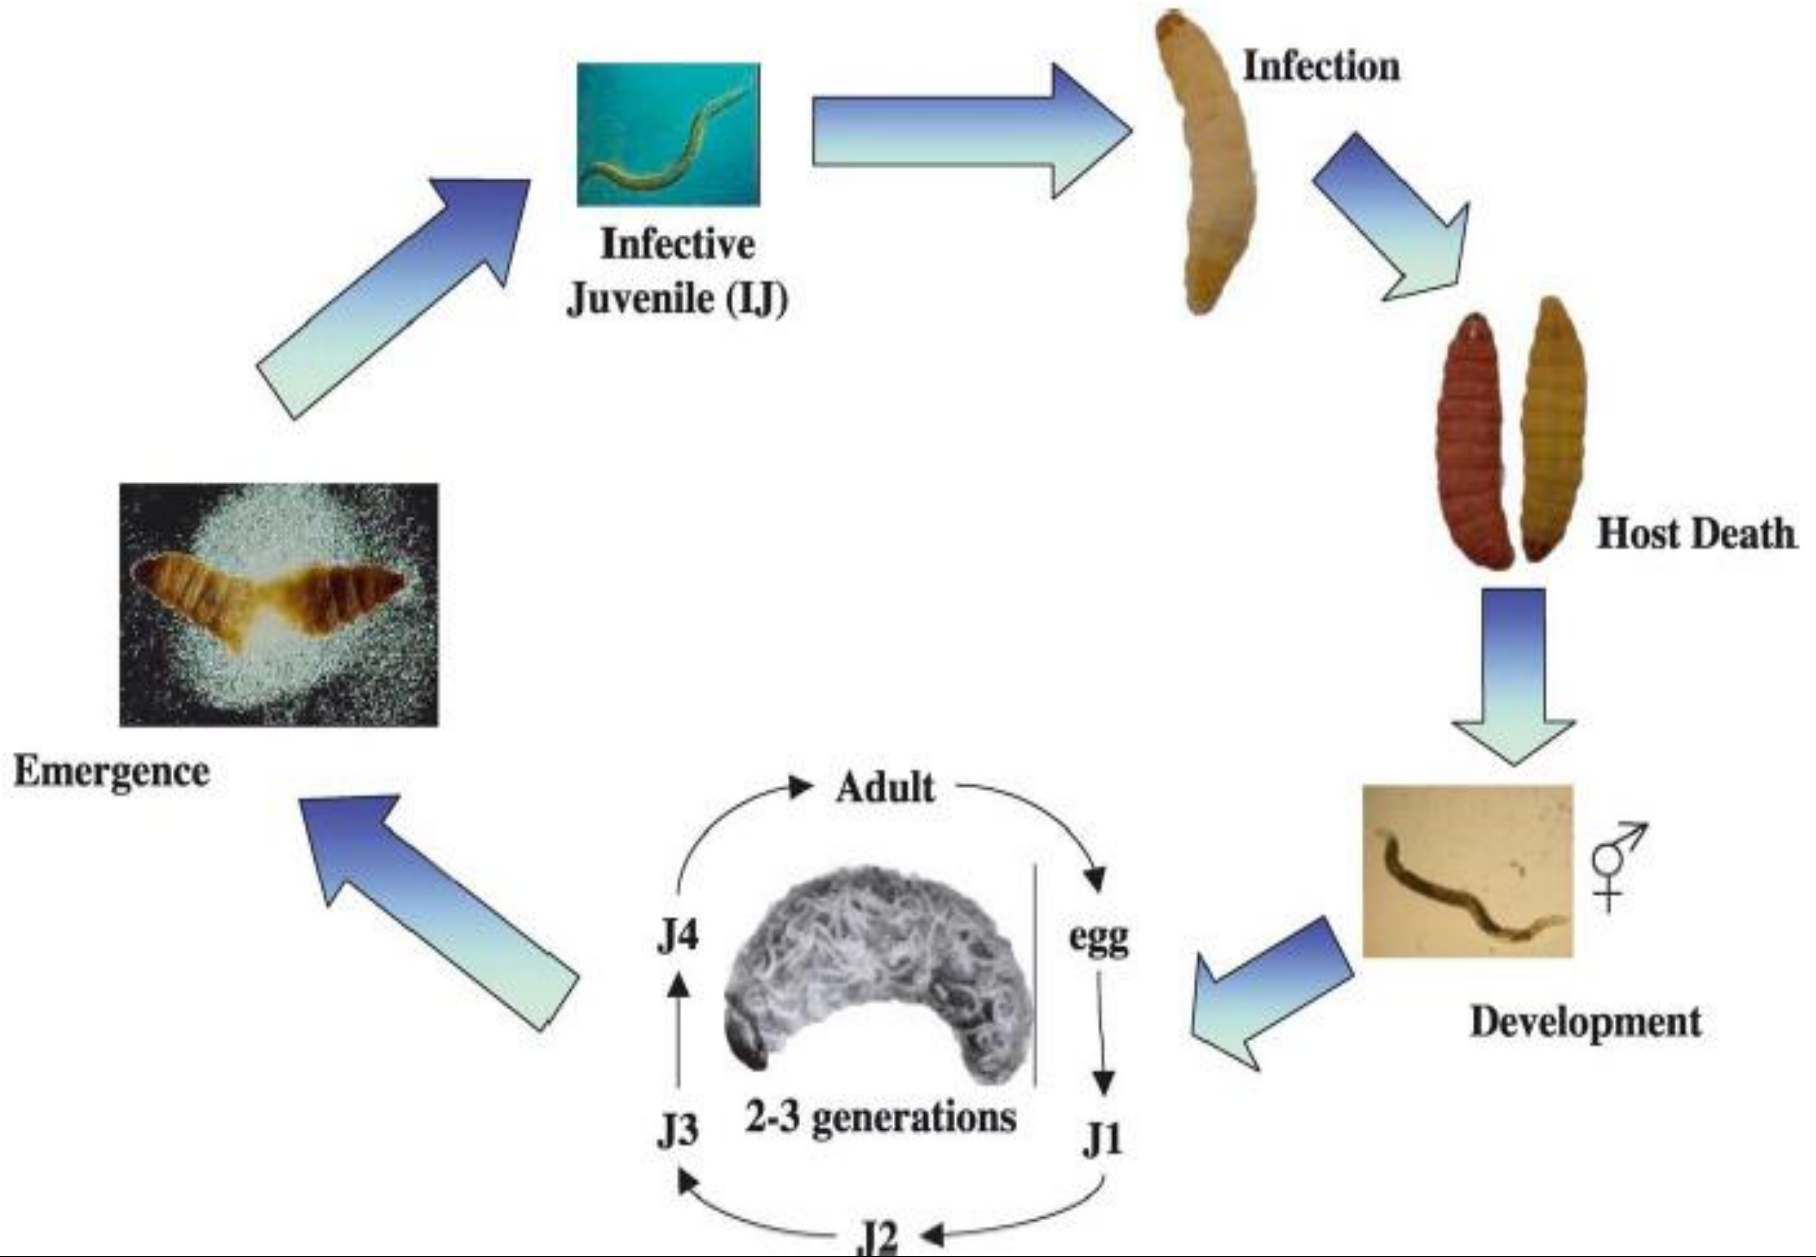 Infection
Infective
Juvenile (IJ)
Host Death
Emergence
Adult
J4
egg
Development
2-3 generations
J3
J1
J2